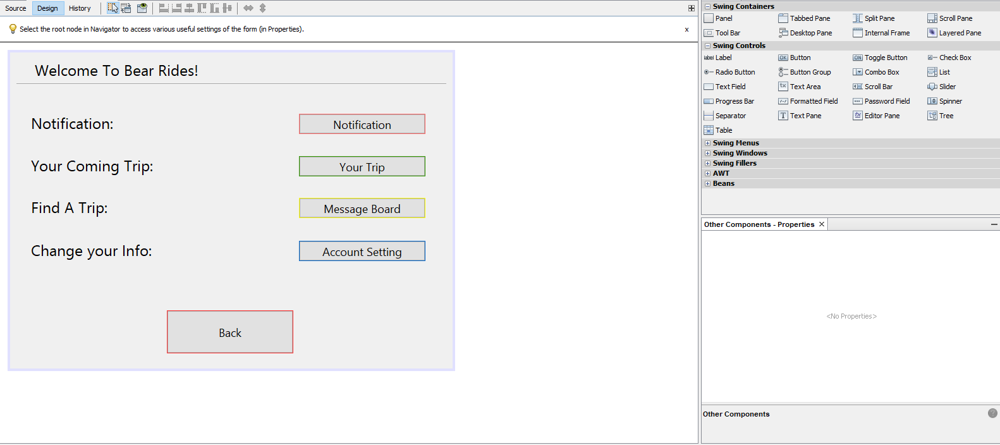 Source Design History
Select the root node in Navigator to access various useful settings of the form (in Properties). x
Welcome To Bear Rides!
Notification: Notification
Your Coming Trip: Your Trip
Find A Trip: Message Board
Change your Info: Account Setting
Back
Swing Containers
Panel Tabbed Pane Split Pane Scroll Pane
Tool Bar Desktop Pane Internal Frame Layered Pane
Swing Controls
label Label OK Button ON Toggle Button Check Box
Radio Button Button Group Combo Box List
Text Field Text Area Scroll Bar Slider
Progress Bar Formatted Field Password Field Spinner
Separator T Text Pane Editor Pane Tree
Table
Swing Menus
Swing Windows
Swing Fillers
AWT
Beans
Other Components - Properties
<No Properties>
Other Components ?